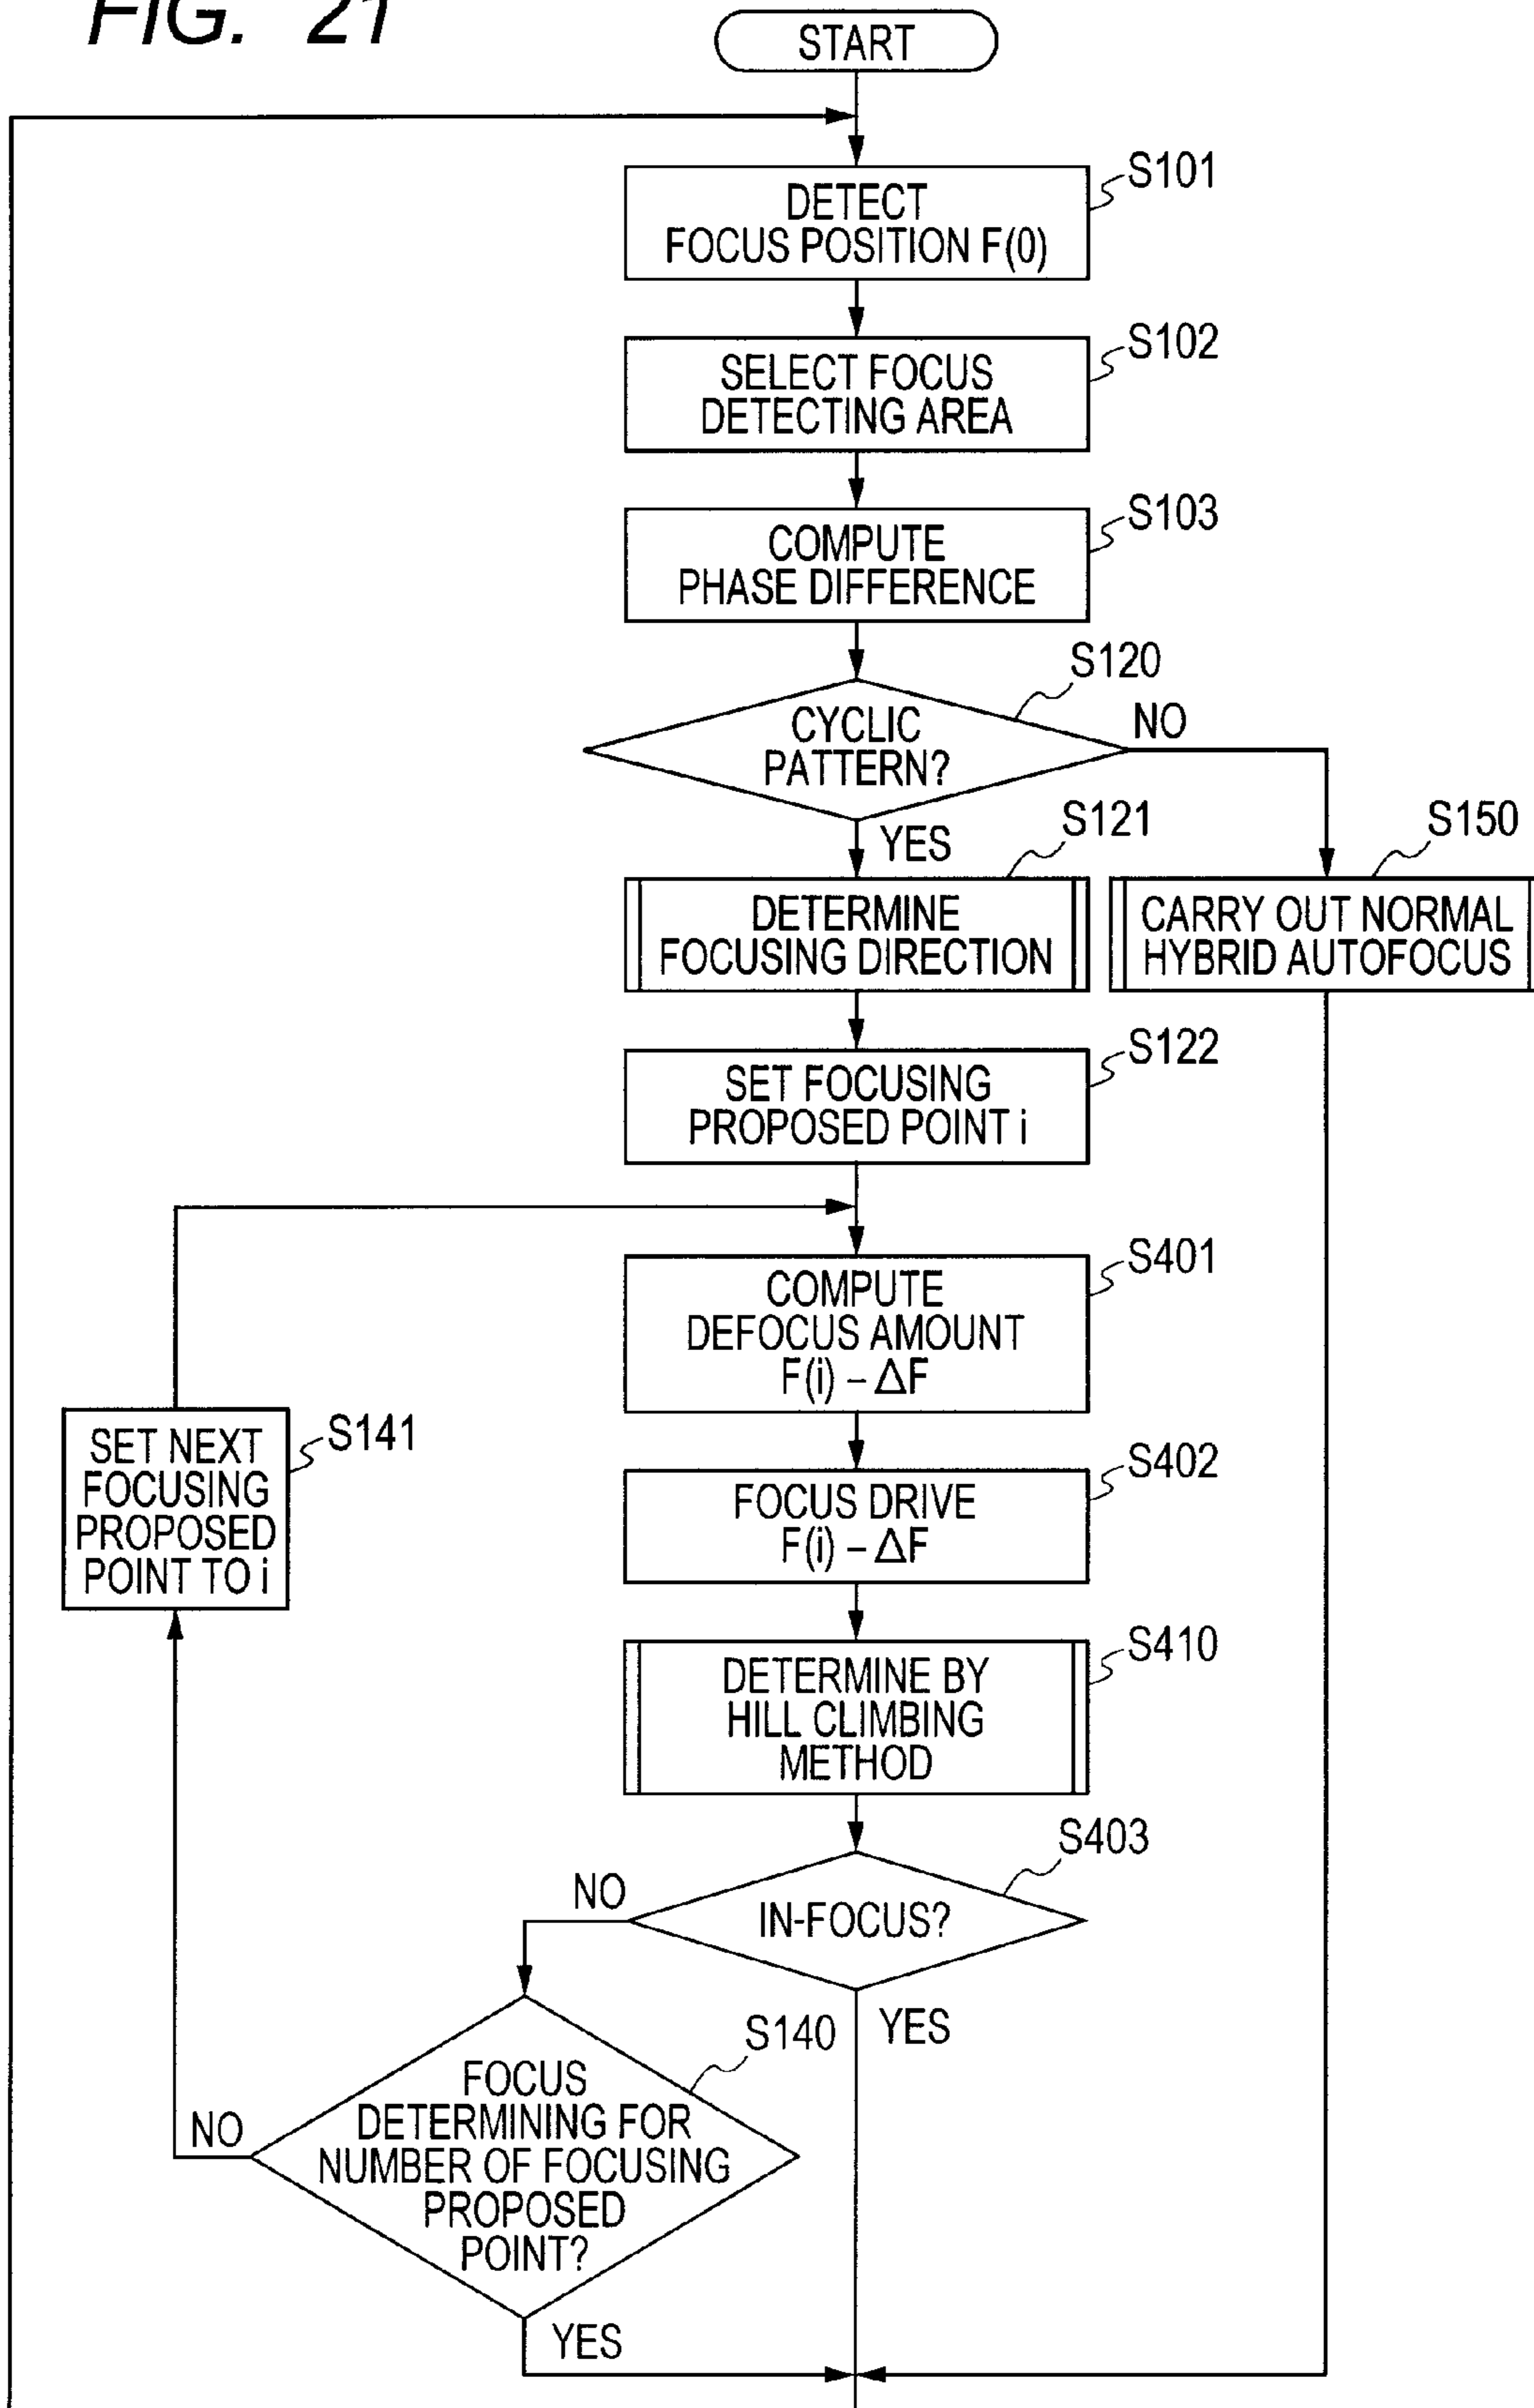 FIG. 21
START
S101
DETECT
FOCUS POSITION F(0)
S102
SELECT FOCUS
DETECTING AREA
S103
COMPUTE
PHASE DIFFERENCE
S120
CYCLIC
PATTERN?
NO
YES
S121
DETERMINE
FOCUSING DIRECTION
S150
CARRY OUT NORMAL
HYBRID AUTOFOCUS
S122
SET FOCUSING
PROPOSED POINT i
S401
COMPUTE
DEFOCUS AMOUNT
F(i) – ΔF
S141
SET NEXT
FOCUSING
PROPOSED
POINT TO i
S402
FOCUS DRIVE
F(i) – ΔF
S410
DETERMINE BY
HILL CLIMBING
METHOD
S403
IN-FOCUS?
NO
YES
S140
FOCUS
DETERMINING FOR
NUMBER OF FOCUSING
PROPOSED
POINT?
NO
YES